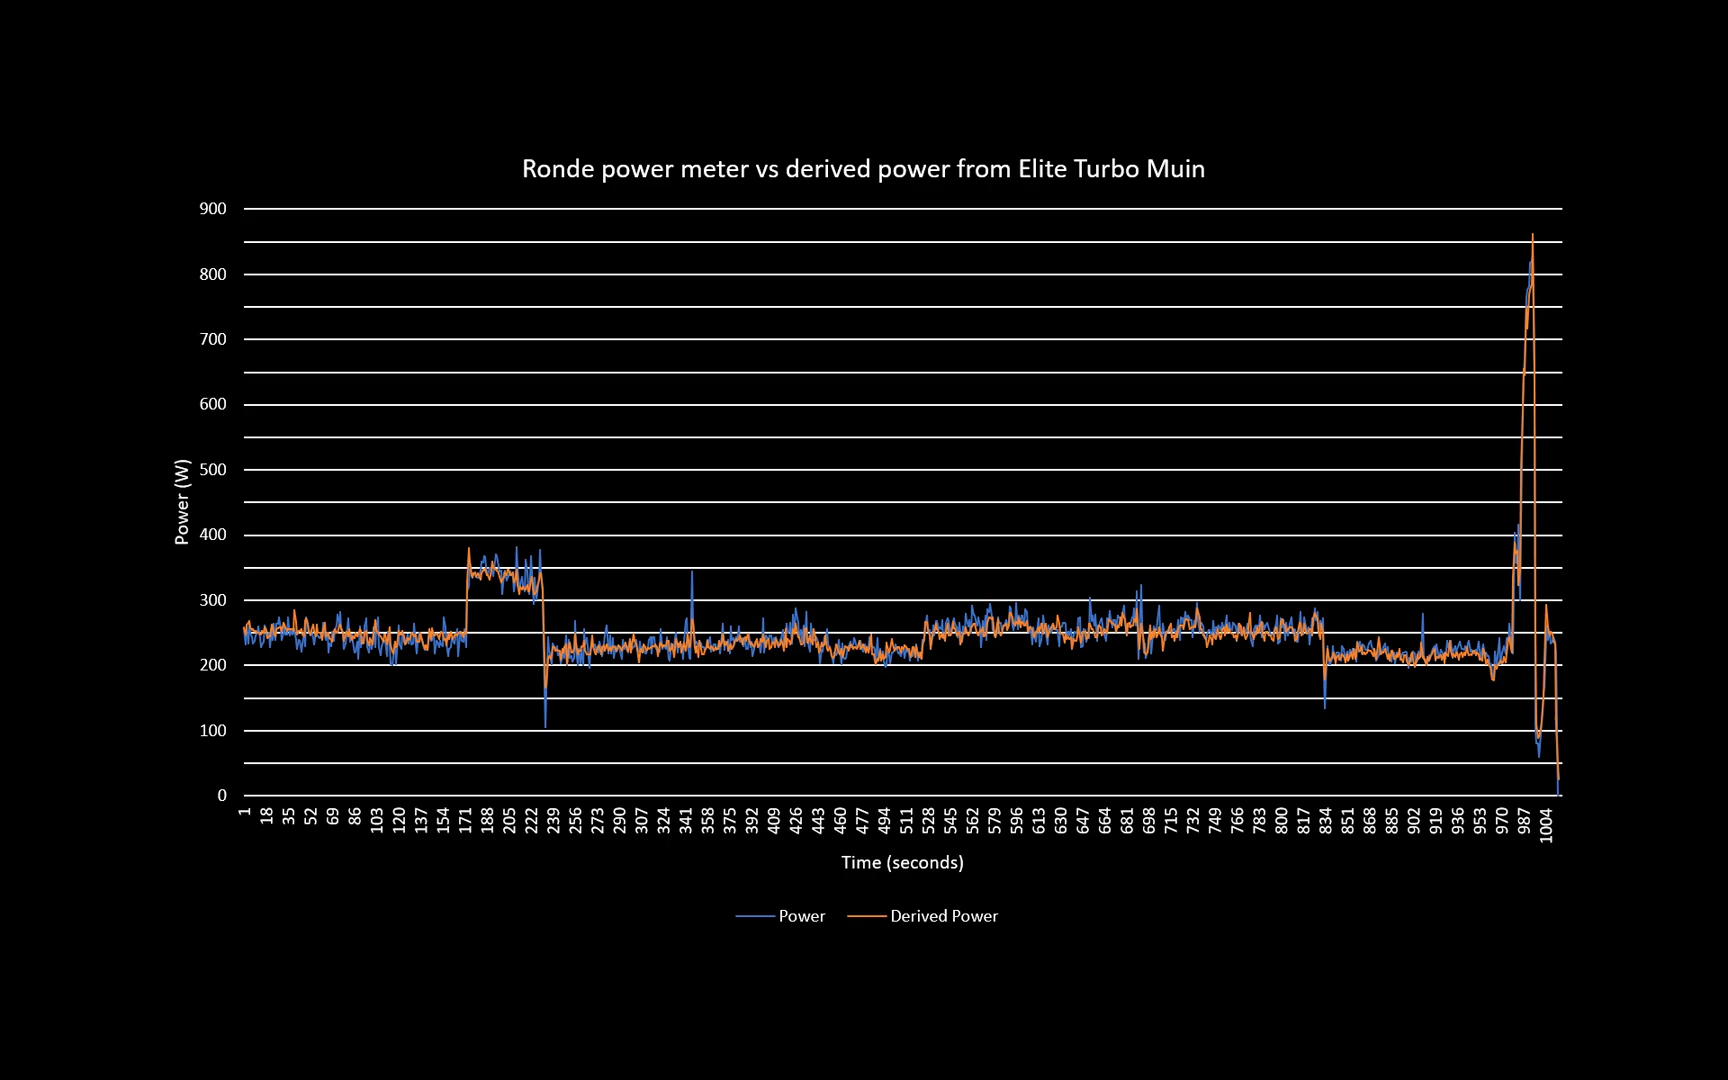 Ronde power meter vs derived power from Elite Turbo Muin
900
800
700
600
500
400
300
200
100
0
Power (W)
1 18 35 52 69 86 103 120 137 154 171 188 205 222 239 256 273 290 307 324 341 358 375 392 409 426 443 460 477 494 511 528 545 562 579 596 613 630 647 664 681 698 715 732 749 766 783 800 817 834 851 868 885 902 919 936 953 970 987 1004
Time (seconds)
Power Derived Power